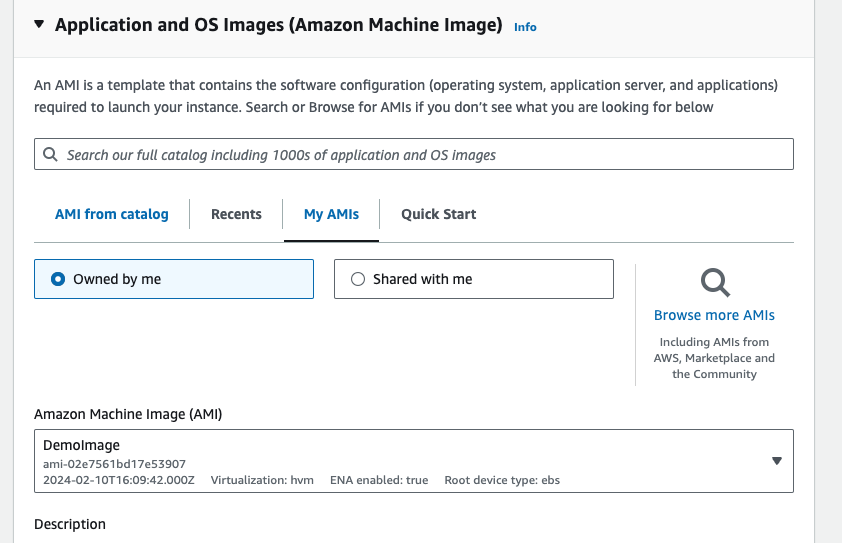 Application and OS Images (Amazon Machine Image) Info
An AMI is a template that contains the software configuration (operating system, application server, and applications)
required to launch your instance. Search or Browse for AMIs if you don’t see what you are looking for below
Search our full catalog including 1000s of application and OS images
AMI from catalog
Recents
My AMIs
Quick Start
Owned by me
Shared with me
Browse more AMIs
Including AMIs from
AWS, Marketplace and
the Community
Amazon Machine Image (AMI)
DemoImage
ami-02e7561bd17e53907
2024-02-10T16:09:42.000Z Virtualization: hvm ENA enabled: true Root device type: ebs
Description